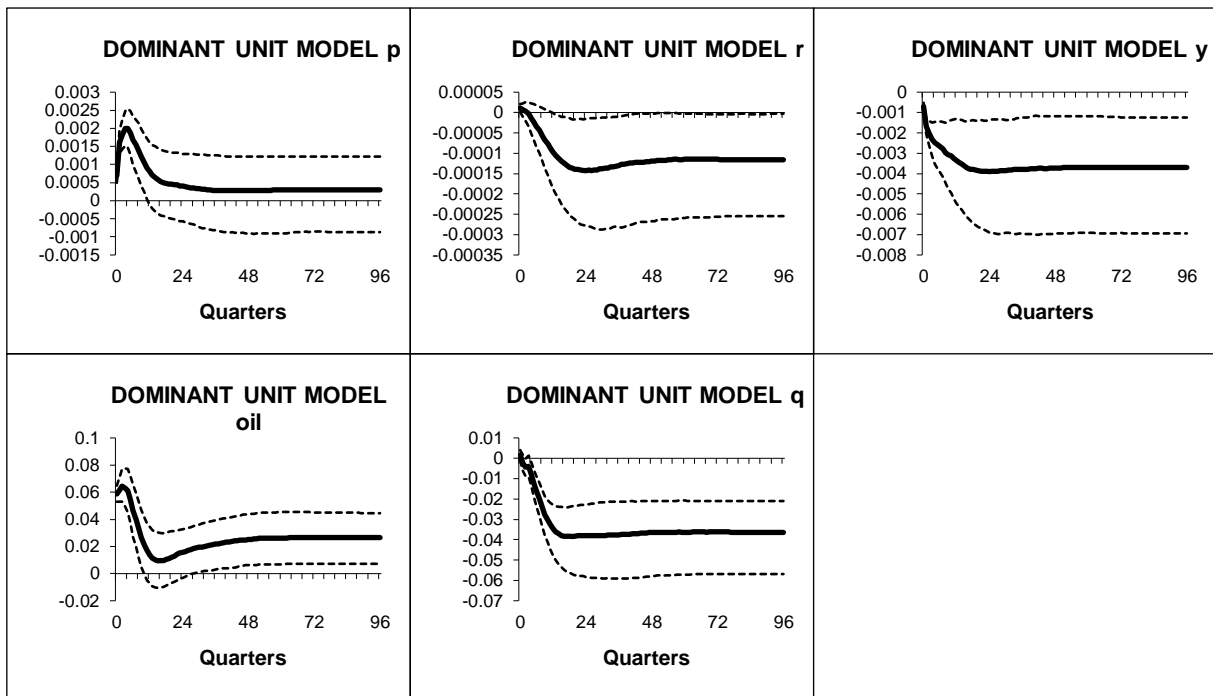 DOMINANT UNIT MODEL p
0.003
0.0025
0.002
0.0015
0.001
0.0005
0
-0.0005
-0.001
-0.0015
0 24 48 72 96
Quarters
DOMINANT UNIT MODEL r
0.00005
0
-0.00005
-0.0001
-0.00015
-0.0002
-0.00025
-0.0003
-0.00035
0 24 48 72 96
Quarters
DOMINANT UNIT MODEL y
0
-0.001
-0.002
-0.003
-0.004
-0.005
-0.006
-0.007
-0.008
0 24 48 72 96
Quarters
DOMINANT UNIT MODEL
oil
0.1
0.08
0.06
0.04
0.02
0
-0.02
0 24 48 72 96
Quarters
DOMINANT UNIT MODEL q
0.01
0
-0.01
-0.02
-0.03
-0.04
-0.05
-0.06
-0.07
0 24 48 72 96
Quarters